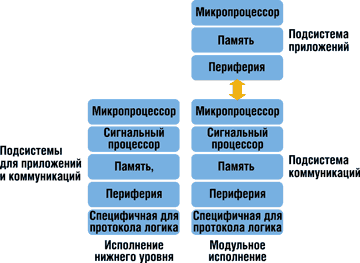 Микропроцессор
Память
Периферия
Подсистема
приложений
Подсистемы
для приложений
и коммуникаций
Микропроцессор
Сигнальный
процессор
Память,
Периферия
Специфичная для
протокола логика
Исполнение
нижнего уровня
Микропроцессор
Сигнальный
процессор
Память
Периферия
Специфичная для
протокола логика
Модульное
исполнение
Подсистема
коммуникаций